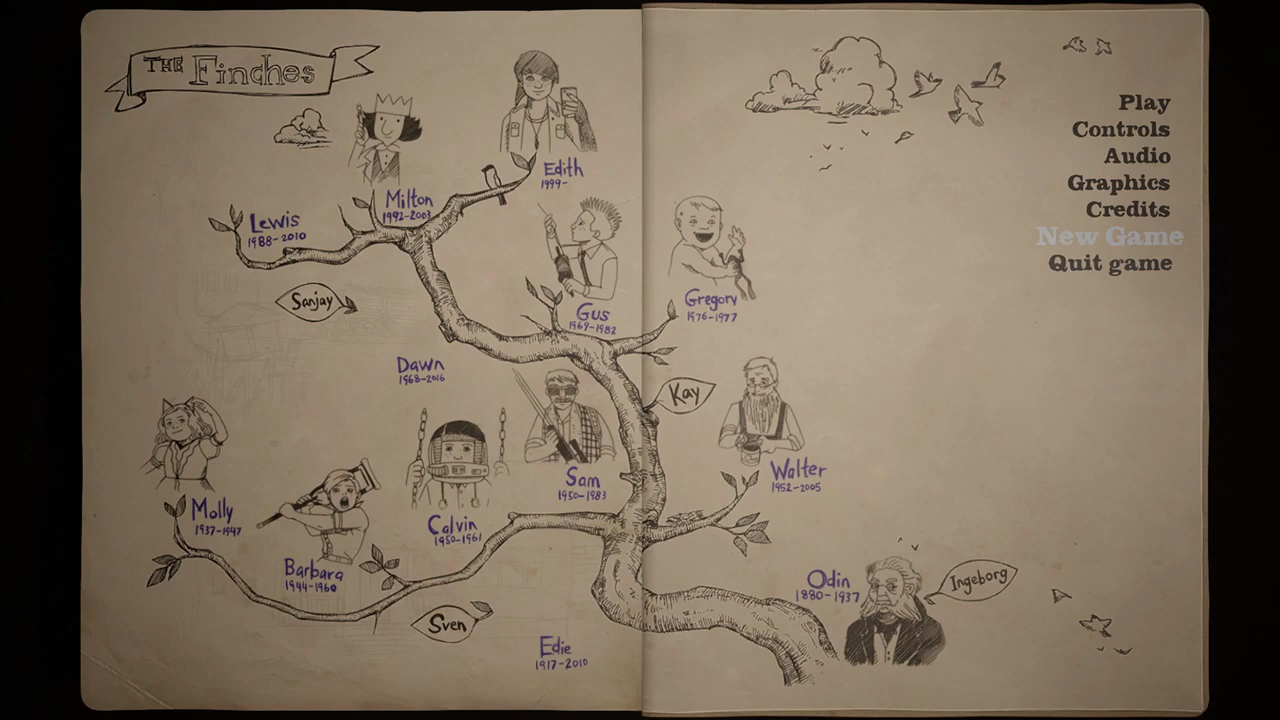 THE Finches
Edith
1999-
Milton
1992-2003
Lewis
1988-2010
Sanjay
Gus
1969-1982
Gregory
1976-1977
Dawn
1968-2016
Kay
Sam
1950-1983
Walter
1952-2005
Molly
1937-1947
Calvin
1950-1961
Barbara
1944-1960
Sven
Edie
1917-2010
Odin
1880-1937
Ingeborg
Play
Controls
Audio
Graphics
Credits
New Game
Quit game